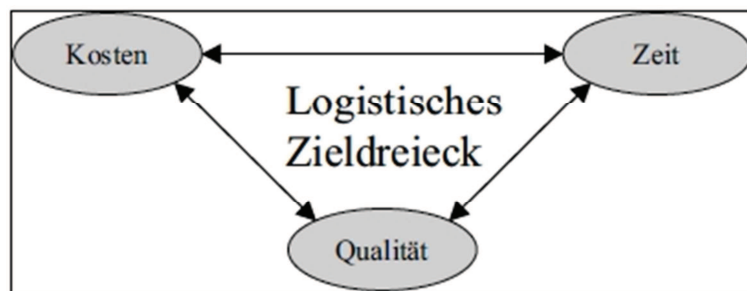 Kosten
Zeit
Logistisches
Zieldreieck
Qualität